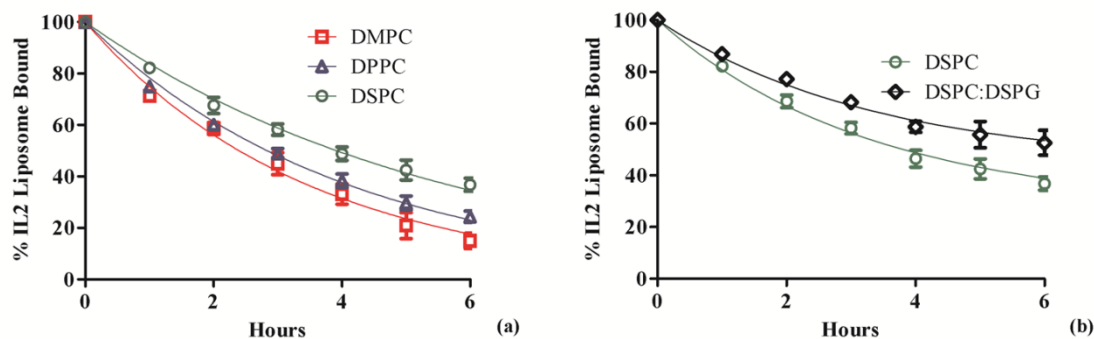 % IL2 Liposome Bound
100
80
60
40
20
0
DMPC
DPPC
DSPC
0 2 4 6
Hours
(a)
% IL2 Liposome Bound
100
80
60
40
20
0
DSPC
DSPC:DSPG
0 2 4 6
Hours
(b)